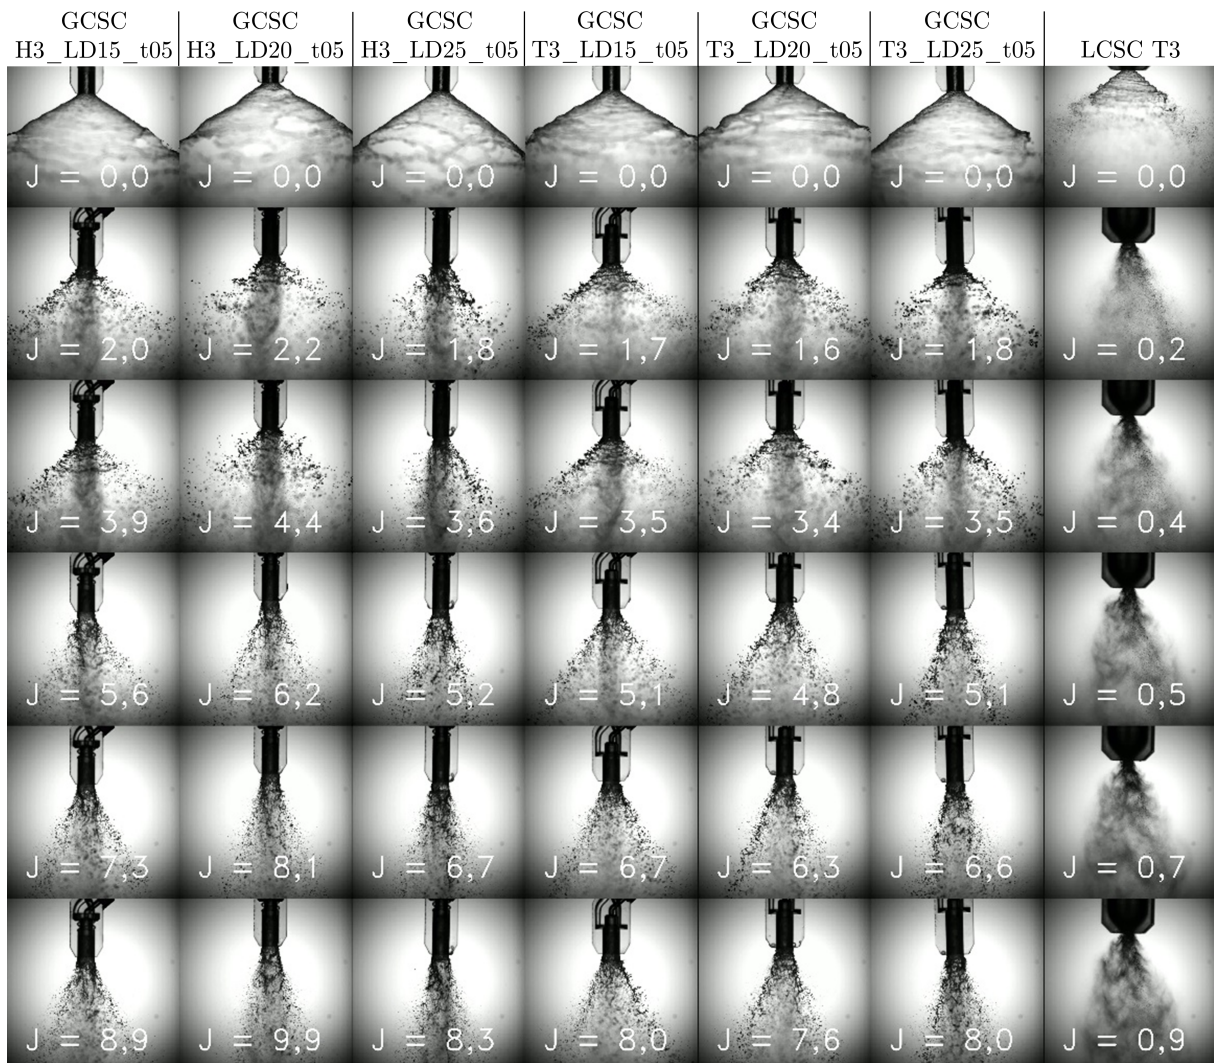 GCSC GCSC GCSC GCSC GCSC GCSC
H3_LD15_t05 H3_LD20_t05 H3_LD25_t05 T3_LD15_t05 T3_LD20_t05 T3_LD25_t05 LCSC T3
J = 0,0 J = 0,0 J = 0,0 J = 0,0 J = 0,0 J = 0,0 J = 0,0
J = 2,0 J = 2,2 J = 1,8 J = 1,7 J = 1,6 J = 1,8 J = 0,2
J = 3,9 J = 4,4 J = 3,6 J = 3,5 J = 3,4 J = 3,5 J = 0,4
J = 5,6 J = 6,2 J = 5,2 J = 5,1 J = 4,8 J = 5,1 J = 0,5
J = 7,3 J = 8,1 J = 6,7 J = 6,7 J = 6,3 J = 6,6 J = 0,7
J = 8,9 J = 9,9 J = 8,3 J = 8,0 J = 7,6 J = 8,0 J = 0,9